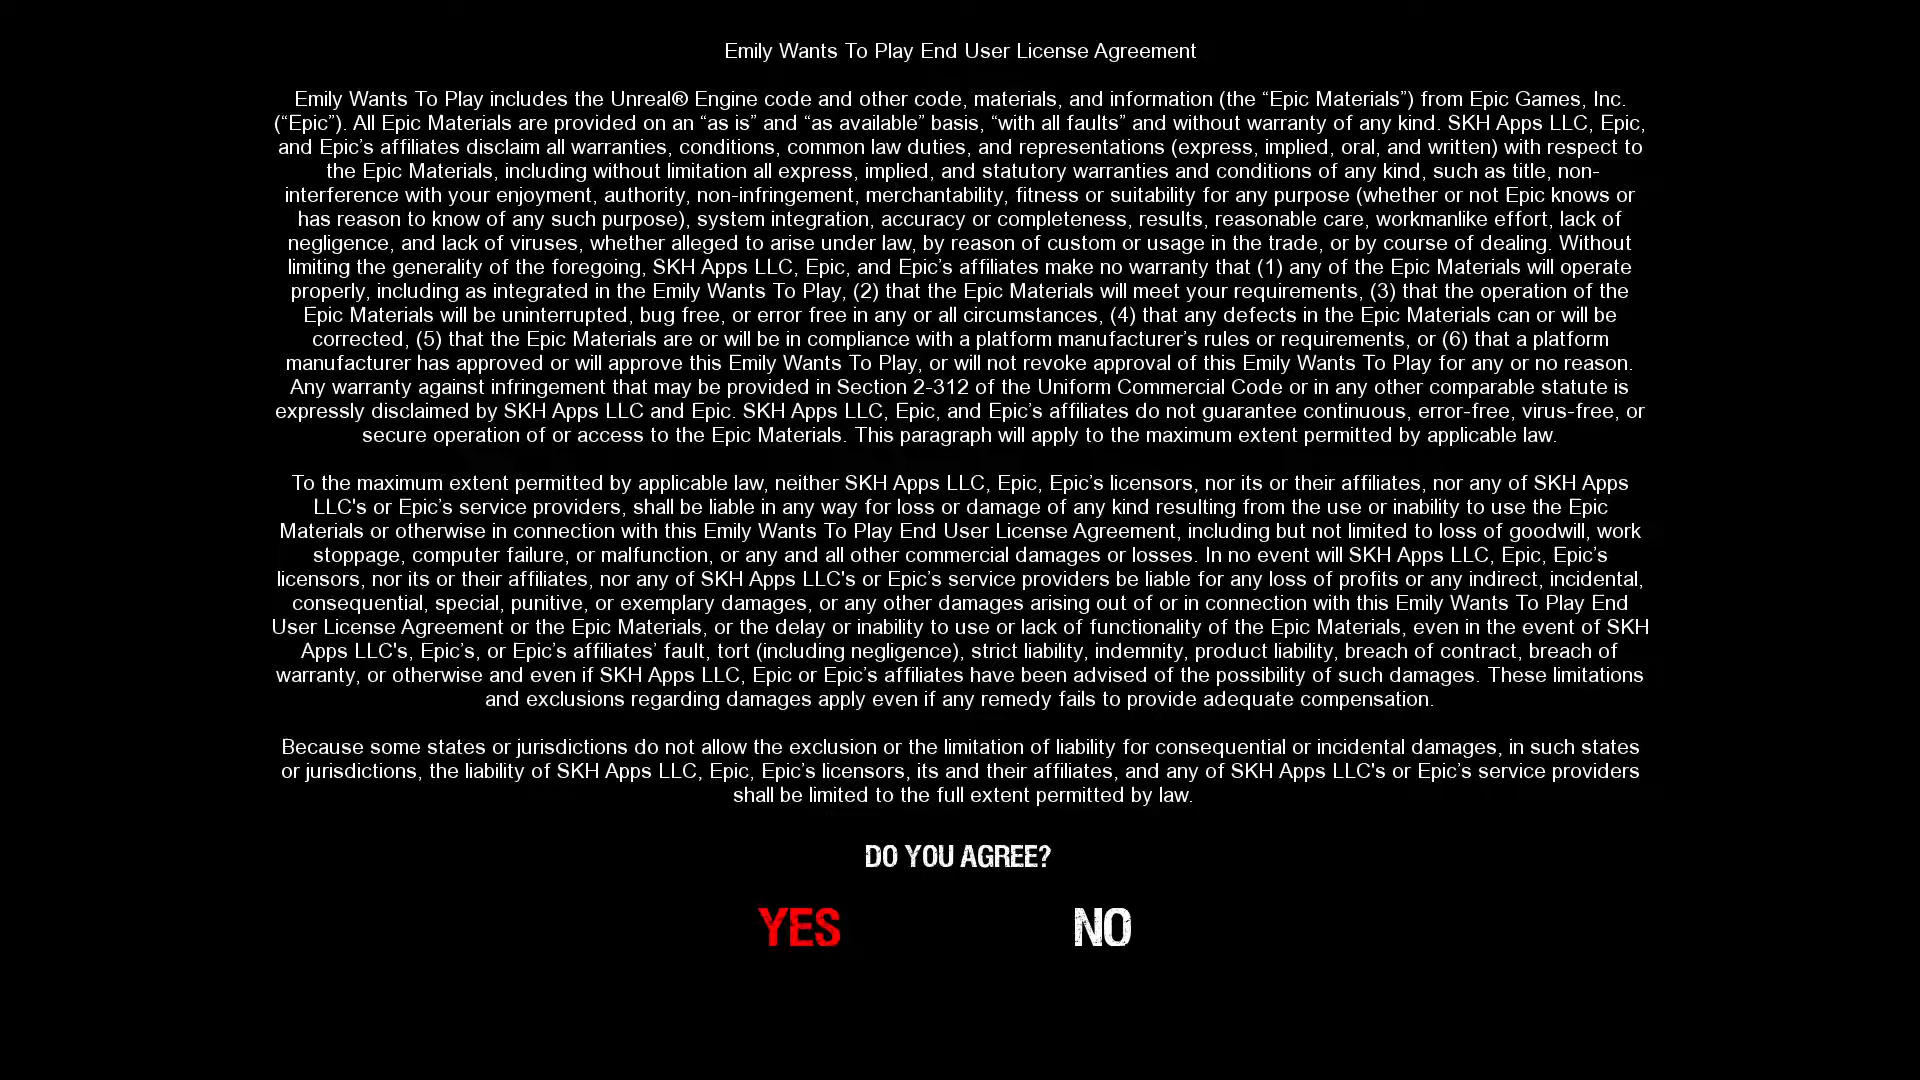 Emily Wants To Play End User License Agreement
Emily Wants To Play includes the Unreal® Engine code and other code, materials, and information (the “Epic Materials”) from Epic Games, Inc.
(“Epic”). All Epic Materials are provided on an “as is” and “as available” basis, “with all faults” and without warranty of any kind. SKH Apps LLC, Epic,
and Epic’s affiliates disclaim all warranties, conditions, common law duties, and representations (express, implied, oral, and written) with respect to
the Epic Materials, including without limitation all express, implied, and statutory warranties and conditions of any kind, such as title, non-
interference with your enjoyment, authority, non-infringement, merchantability, fitness or suitability for any purpose (whether or not Epic knows or
has reason to know of any such purpose), system integration, accuracy or completeness, results, reasonable care, workmanlike effort, lack of
negligence, and lack of viruses, whether alleged to arise under law, by reason of custom or usage in the trade, or by course of dealing. Without
limiting the generality of the foregoing, SKH Apps LLC, Epic, and Epic’s affiliates make no warranty that (1) any of the Epic Materials will operate
properly, including as integrated in the Emily Wants To Play, (2) that the Epic Materials will meet your requirements, (3) that the operation of the
Epic Materials will be uninterrupted, bug free, or error free in any or all circumstances, (4) that any defects in the Epic Materials can or will be
corrected, (5) that the Epic Materials are or will be in compliance with a platform manufacturer’s rules or requirements, or (6) that a platform
manufacturer has approved or will approve this Emily Wants To Play, or will not revoke approval of this Emily Wants To Play for any or no reason.
Any warranty against infringement that may be provided in Section 2-312 of the Uniform Commercial Code or in any other comparable statute is
expressly disclaimed by SKH Apps LLC and Epic. SKH Apps LLC, Epic, and Epic’s affiliates do not guarantee continuous, error-free, virus-free, or
secure operation of or access to the Epic Materials. This paragraph will apply to the maximum extent permitted by applicable law.
To the maximum extent permitted by applicable law, neither SKH Apps LLC, Epic, Epic’s licensors, nor its or their affiliates, nor any of SKH Apps
LLC's or Epic’s service providers, shall be liable in any way for loss or damage of any kind resulting from the use or inability to use the Epic
Materials or otherwise in connection with this Emily Wants To Play End User License Agreement, including but not limited to loss of goodwill, work
stoppage, computer failure, or malfunction, or any and all other commercial damages or losses. In no event will SKH Apps LLC, Epic, Epic’s
licensors, nor its or their affiliates, nor any of SKH Apps LLC's or Epic’s service providers be liable for any loss of profits or any indirect, incidental,
consequential, special, punitive, or exemplary damages, or any other damages arising out of or in connection with this Emily Wants To Play End
User License Agreement or the Epic Materials, or the delay or inability to use or lack of functionality of the Epic Materials, even in the event of SKH
Apps LLC's, Epic’s, or Epic’s affiliates’ fault, tort (including negligence), strict liability, indemnity, product liability, breach of contract, breach of
warranty, or otherwise and even if SKH Apps LLC, Epic or Epic’s affiliates have been advised of the possibility of such damages. These limitations
and exclusions regarding damages apply even if any remedy fails to provide adequate compensation.
Because some states or jurisdictions do not allow the exclusion or the limitation of liability for consequential or incidental damages, in such states
or jurisdictions, the liability of SKH Apps LLC, Epic, Epic’s licensors, its and their affiliates, and any of SKH Apps LLC's or Epic’s service providers
shall be limited to the full extent permitted by law.
DO YOU AGREE?
YES NO